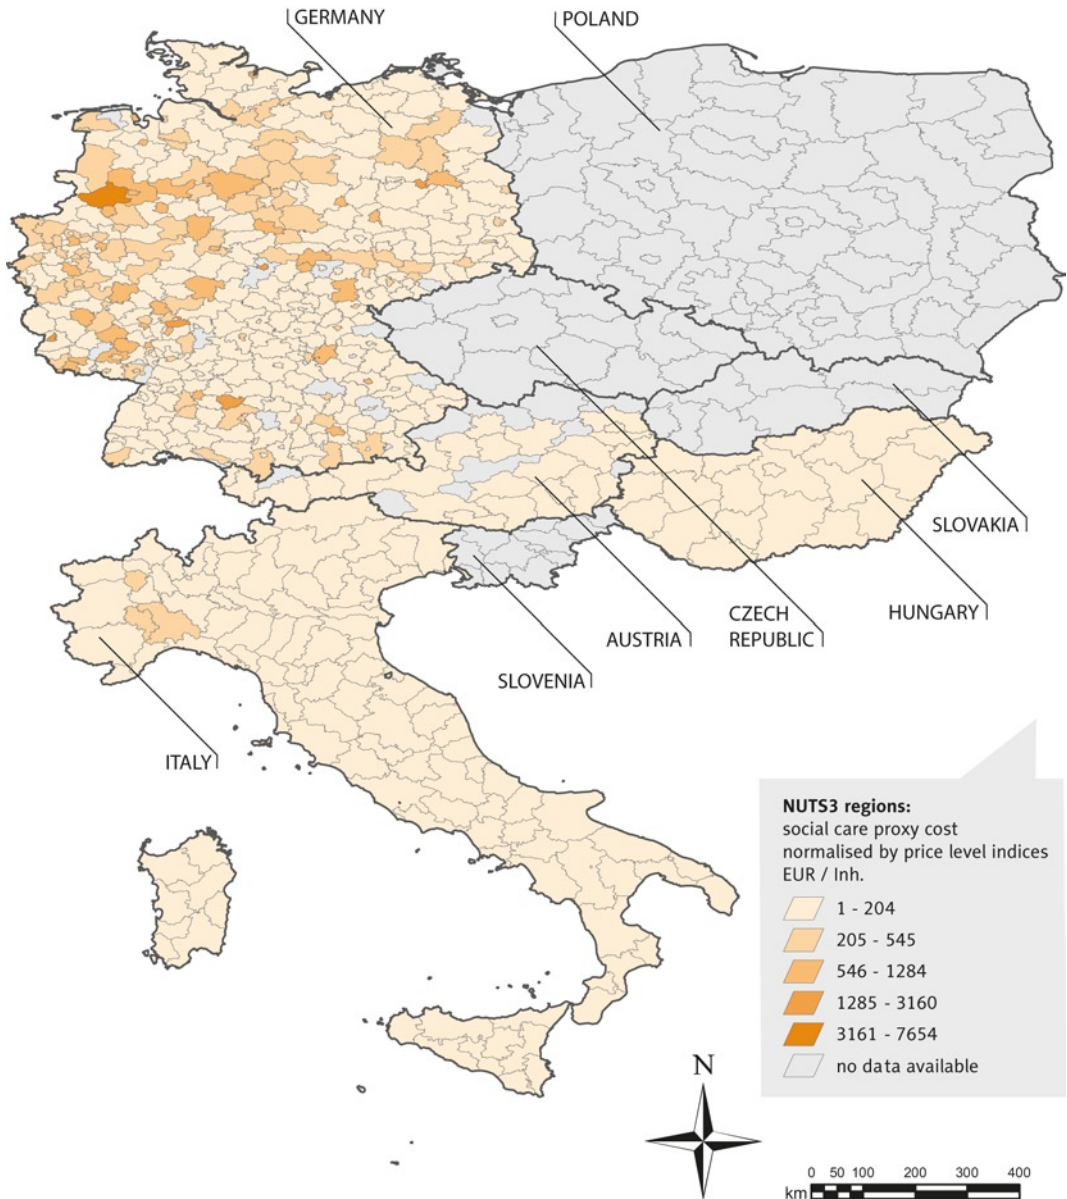 GERMANY
POLAND
SLOVAKIA
HUNGARY
CZECH
REPUBLIC
AUSTRIA
SLOVENIA
ITALY
NUTS3 regions:
social care proxy cost
normalised by price level indices
EUR / Inh.
1 - 204
205 - 545
546 - 1284
1285 - 3160
3161 - 7654
no data available
N
0 50 100 200 300 400
km